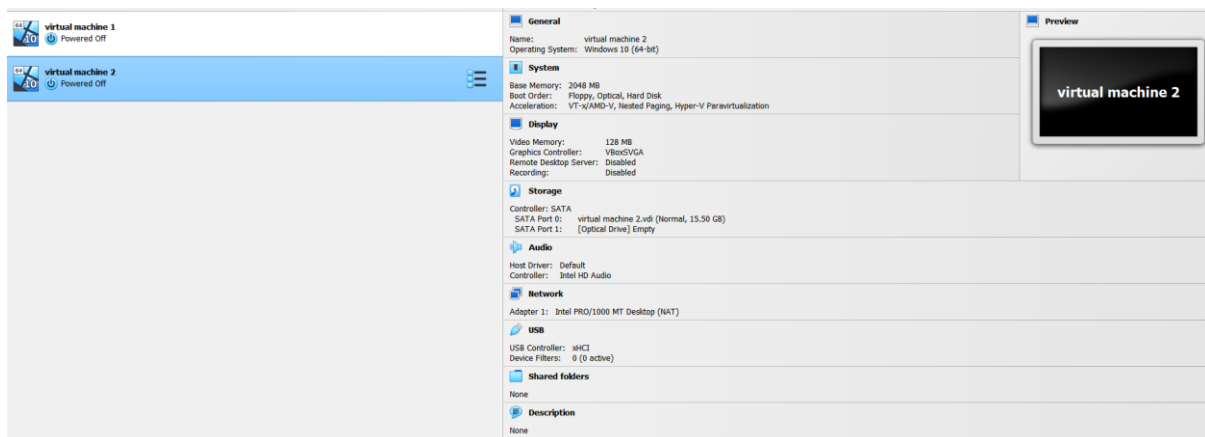 64
10
virtual machine 1
Powered Off
64
10
virtual machine 2
Powered Off
General
Name: virtual machine 2
Operating System: Windows 10 (64-bit)
System
Base Memory: 2048 MB
Boot Order: Floppy, Optical, Hard Disk
Acceleration: VT-x/AMD-V, Nested Paging, Hyper-V Paravirtualization
Display
Video Memory: 128 MB
Graphics Controller: VBoxSVGA
Remote Desktop Server: Disabled
Recording: Disabled
Storage
Controller: SATA
SATA Port 0: virtual machine 2.vdi (Normal, 15.50 GB)
SATA Port 1: [Optical Drive] Empty
Audio
Host Driver: Default
Controller: Intel HD Audio
Network
Adapter 1: Intel PRO/1000 MT Desktop (NAT)
USB
USB Controller: xHCI
Device Filters: 0 (0 active)
Shared folders
None
Description
None
Preview
virtual machine 2